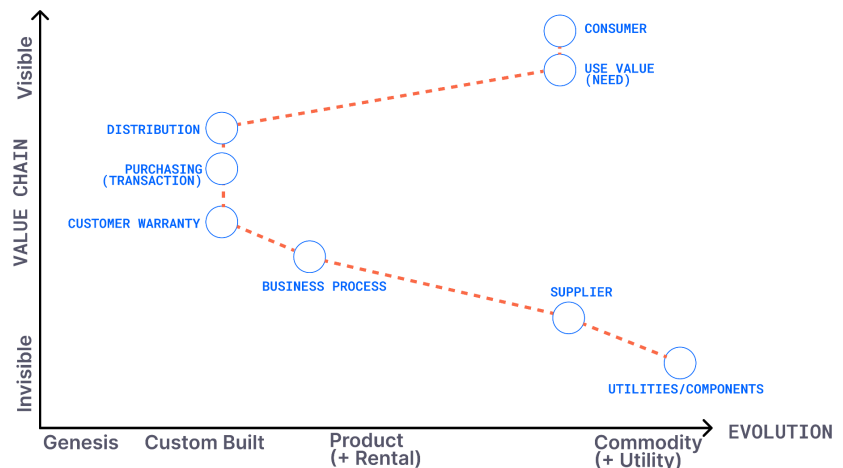 CONSUMER
Visible
USE VALUE
(NEED)
DISTRIBUTION
PURCHASING
(TRANSACTION)
VALUE CHAIN
CUSTOMER WARRANTY
BUSINESS PROCESS
SUPPLIER
Invisible
UTILITIES/COMPONENTS
EVOLUTION
Genesis
Custom Built
Product
(+ Rental)
Commodity
(+ Utility)